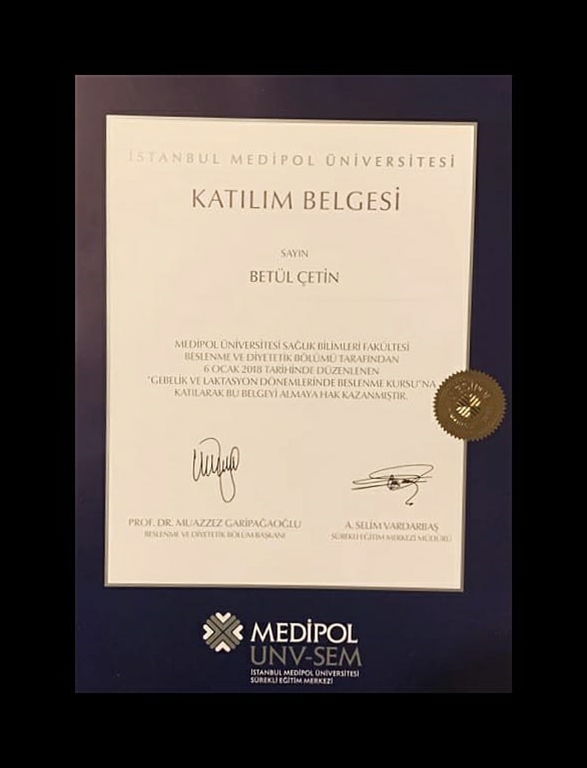 İSTANBUL MEDİPOL ÜNİVERSİTESİ
KATILIM BELGESİ
SAYIN
BETÜL ÇETİN
MEDİPOL ÜNİVERSİTESİ SAĞLIK BİLİMLERİ FAKÜLTESİ
BESLENME VE DİYETETİK BÖLÜMÜ TARAFINDAN
6 OCAK 2018 TARİHİNDE DÜZENLENEN
"GEBELİK VE LAKTASYON DÖNEMLERİNDE BESLENME KURSU"NA
KATILARAK BU BELGEYİ ALMAYA HAK KAZANMIŞTIR.
MEDİPOL
PROF. DR. MUAZZEZ GARİPAĞAOĞLU
BESLENME VE DİYETETİK BÖLÜM BAŞKANI
A. SELİM VARDARBAŞ
SÜREKLİ EĞİTİM MERKEZİ MÜDÜRÜ
MEDİPOL
UNV-SEM
İSTANBUL MEDİPOL ÜNİVERSİTESİ
SÜREKLİ EĞİTİM MERKEZİ